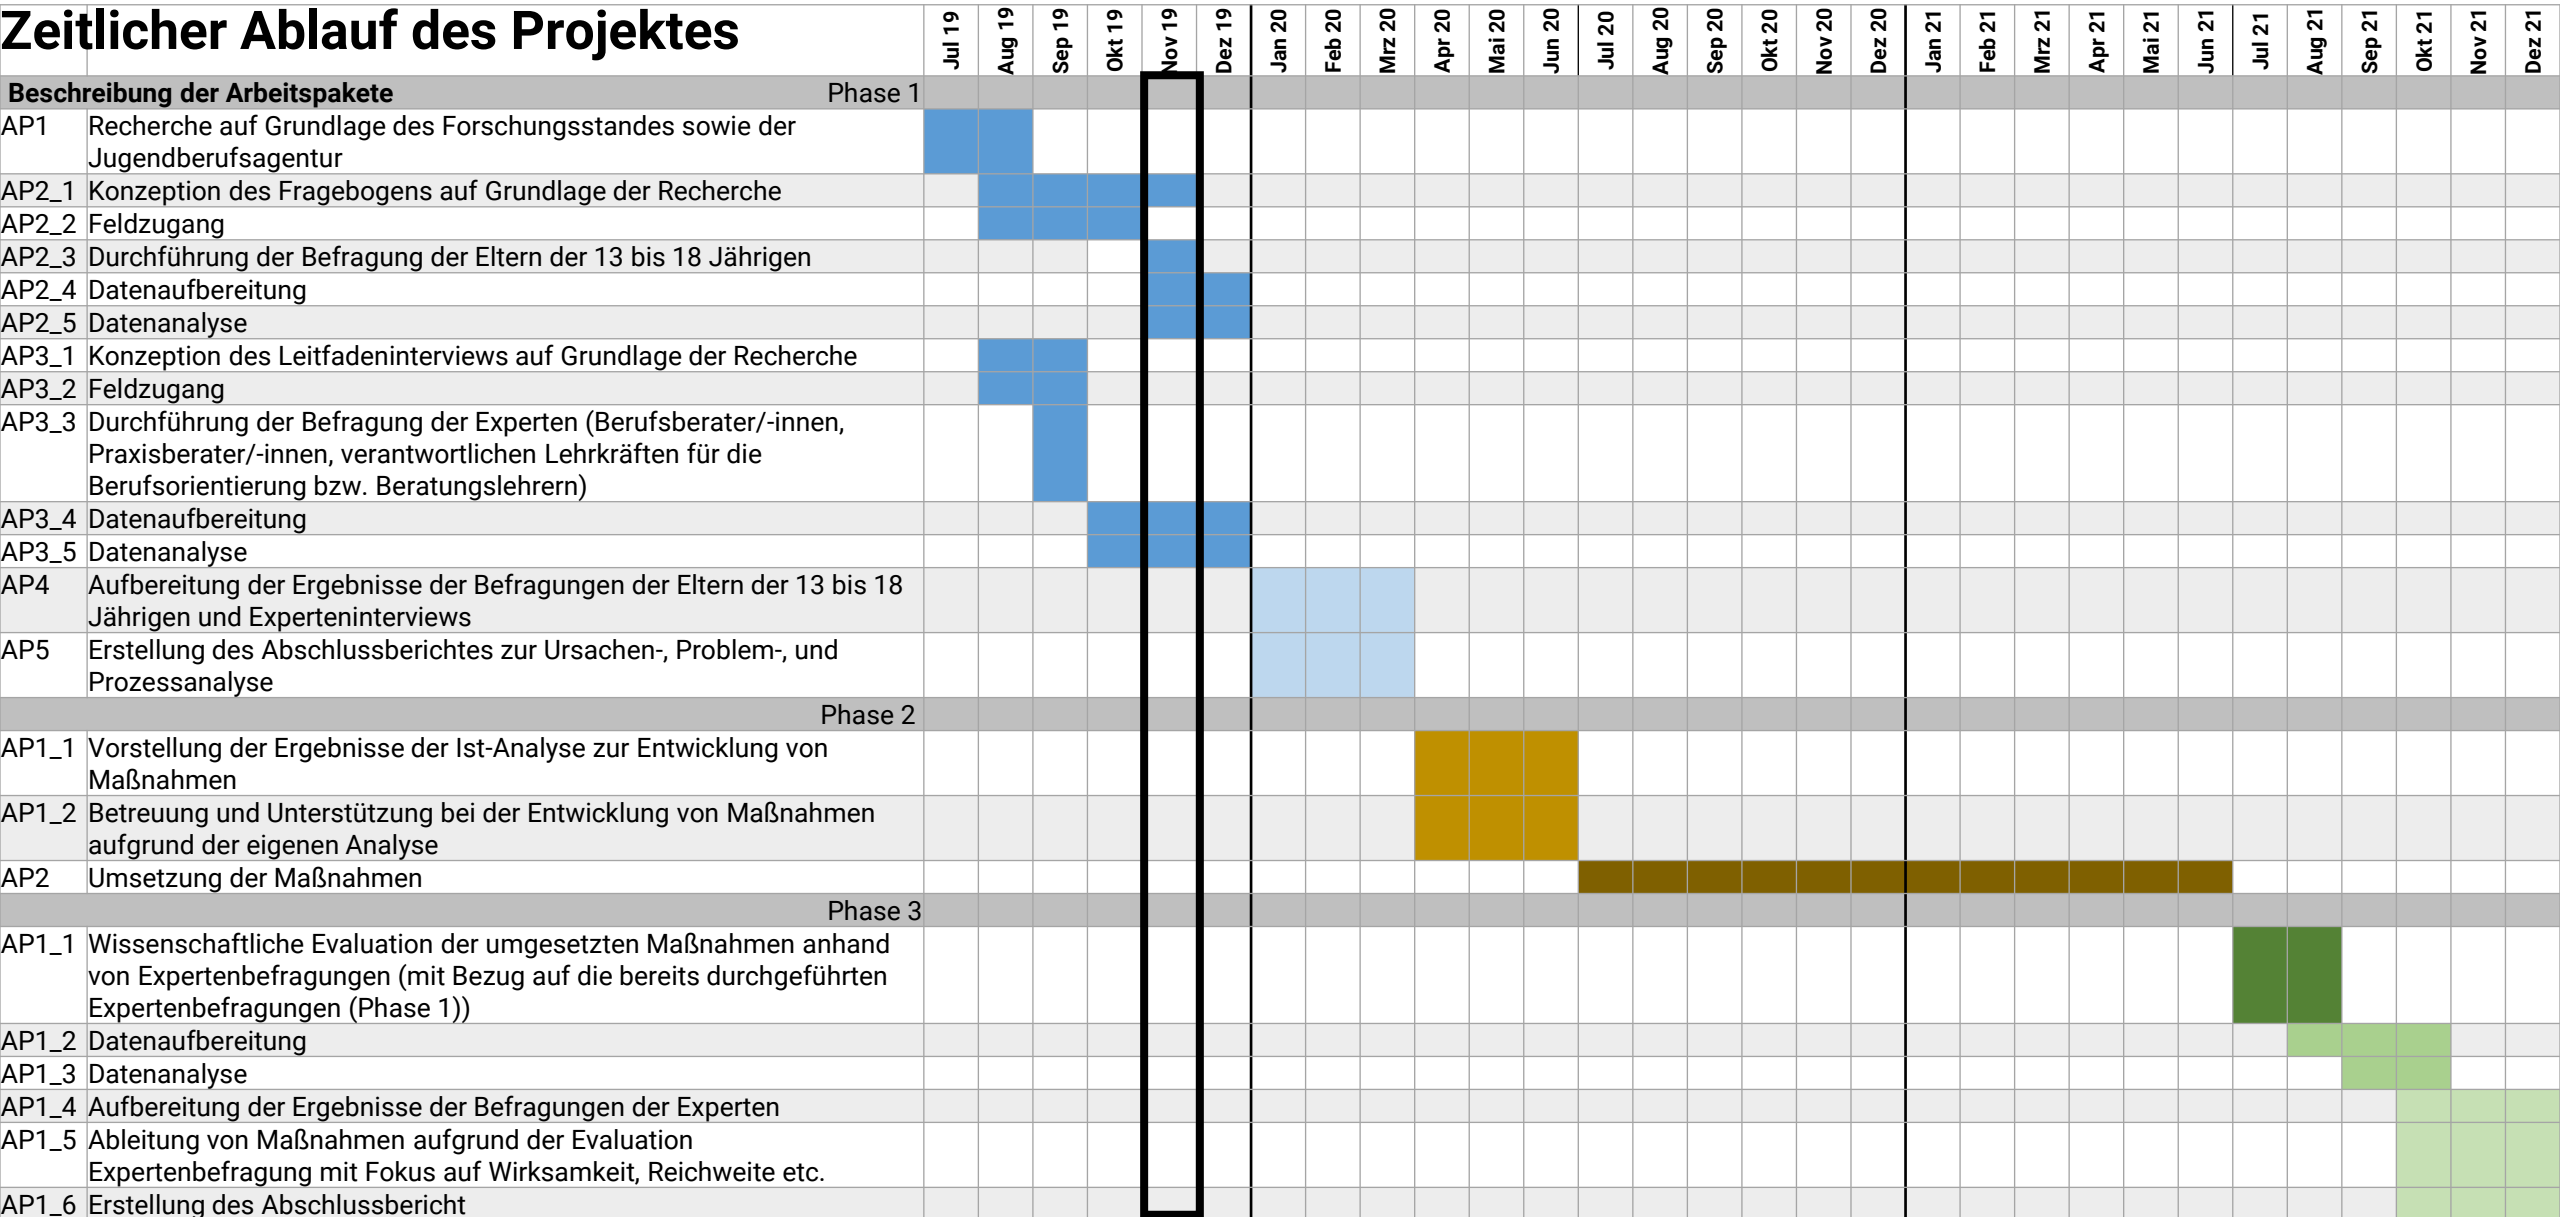 Zeitlicher Ablauf des Projektes
Jul 19
Aug 19
Sep 19
Okt 19
Nov 19
Dez 19
Jan 20
Feb 20
Mrz 20
Apr 20
Mai 20
Jun 20
Jul 20
Aug 20
Sep 20
Okt 20
Nov 20
Dez 20
Jan 21
Feb 21
Mrz 21
Apr 21
Mai 21
Jun 21
Jul 21
Aug 21
Sep 21
Okt 21
Nov 21
Dez 21
Beschreibung der Arbeitspakete Phase 1
AP1 Recherche auf Grundlage des Forschungsstandes sowie der
Jugendberufsagentur
AP2_1 Konzeption des Fragebogens auf Grundlage der Recherche
AP2_2 Feldzugang
AP2_3 Durchführung der Befragung der Eltern der 13 bis 18 Jährigen
AP2_4 Datenaufbereitung
AP2_5 Datenanalyse
AP3_1 Konzeption des Leitfadeninterviews auf Grundlage der Recherche
AP3_2 Feldzugang
AP3_3 Durchführung der Befragung der Experten (Berufsberater/-innen,
Praxisberater/-innen, verantwortlichen Lehrkräften für die
Berufsorientierung bzw. Beratungslehrern)
AP3_4 Datenaufbereitung
AP3_5 Datenanalyse
AP4 Aufbereitung der Ergebnisse der Befragungen der Eltern der 13 bis 18
Jährigen und Experteninterviews
AP5 Erstellung des Abschlussberichtes zur Ursachen-, Problem-, und
Prozessanalyse
Phase 2
AP1_1 Vorstellung der Ergebnisse der Ist-Analyse zur Entwicklung von
Maßnahmen
AP1_2 Betreuung und Unterstützung bei der Entwicklung von Maßnahmen
aufgrund der eigenen Analyse
AP2 Umsetzung der Maßnahmen
Phase 3
AP1_1 Wissenschaftliche Evaluation der umgesetzten Maßnahmen anhand
von Expertenbefragungen (mit Bezug auf die bereits durchgeführten
Expertenbefragungen (Phase 1))
AP1_2 Datenaufbereitung
AP1_3 Datenanalyse
AP1_4 Aufbereitung der Ergebnisse der Befragungen der Experten
AP1_5 Ableitung von Maßnahmen aufgrund der Evaluation
Expertenbefragung mit Fokus auf Wirksamkeit, Reichweite etc.
AP1_6 Erstellung des Abschlussbericht